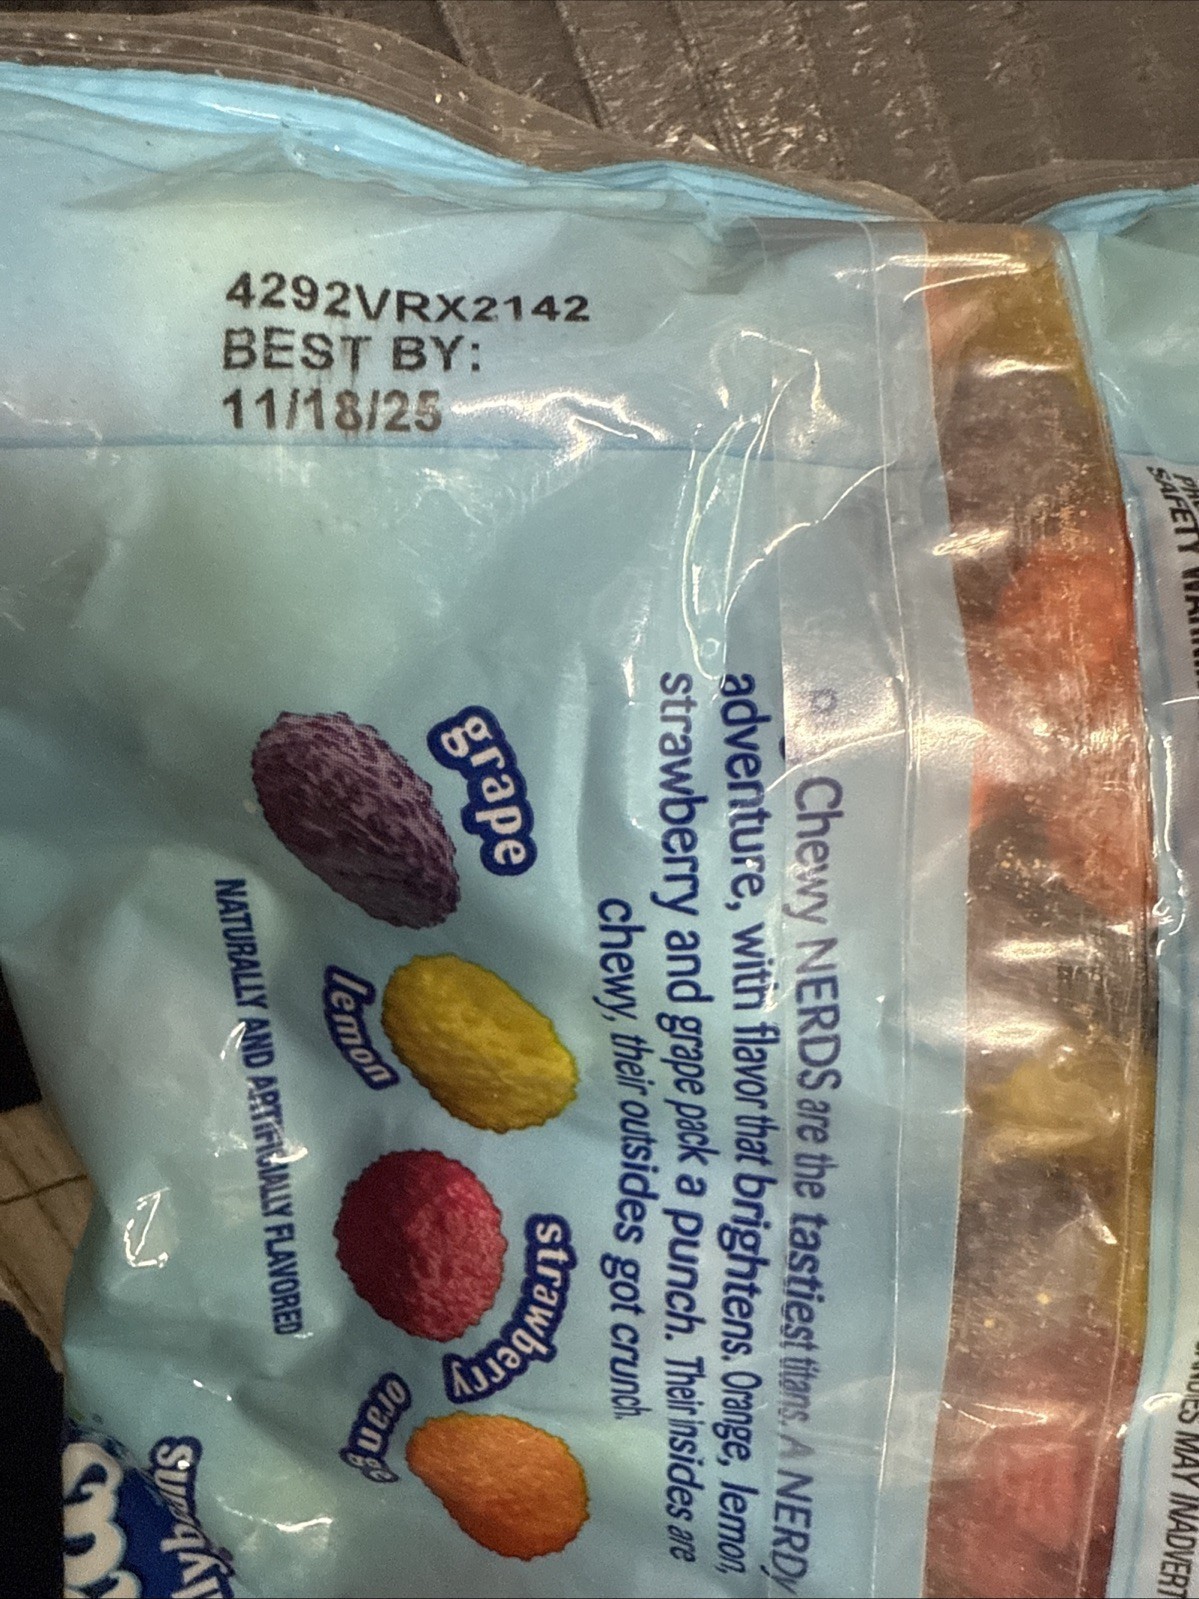 4292VRX2142
BEST BY:
11/18/25
Chewy NERDS are the tastiest titans. A NERDY
adventure, with flavor that brightens. Orange, lemon,
strawberry and grape pack a punch. Their insides are
chewy, their outsides got crunch.
grape
lemon
strawberry
orange
NATURALLY AND ARTIFICIALLY FLAVORED
SAFETY
MAY INADVERT